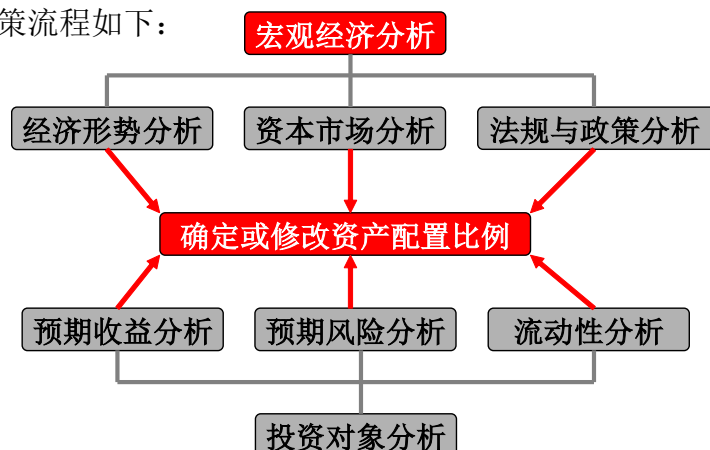 策流程如下：
宏观经济分析
经济形势分析 资本市场分析 法规与政策分析
确定或修改资产配置比例
预期收益分析 预期风险分析 流动性分析
投资对象分析